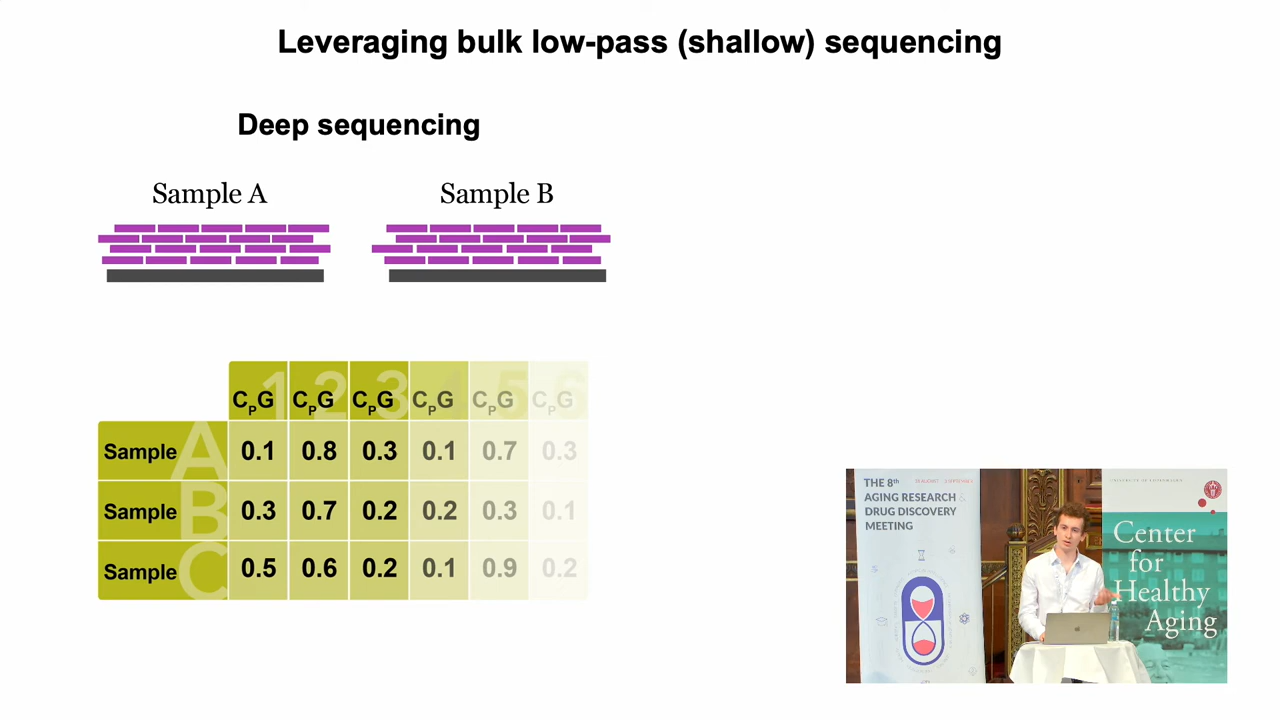 Leveraging bulk low-pass (shallow) sequencing
Deep sequencing
Sample A
Sample B
1 2 3 4 5 6
CPG CPG CPG CPG CPG CPG
Sample A 0.1 0.8 0.3 0.1 0.7 0.3
Sample B 0.3 0.7 0.2 0.2 0.3 0.1
Sample C 0.5 0.6 0.2 0.1 0.9 0.2
THE 8th
AGING RESEARCH &
DRUG DISCOVERY
MEETING
Center
for
Healthy
Aging